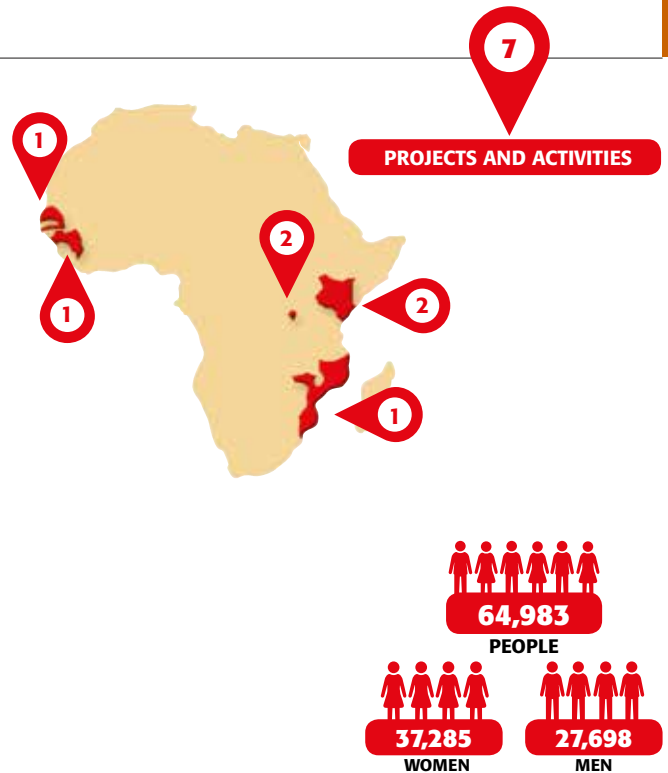 7
PROJECTS AND ACTIVITIES
1
2
2
1
1
64,983
PEOPLE
37,285
WOMEN
27,698
MEN